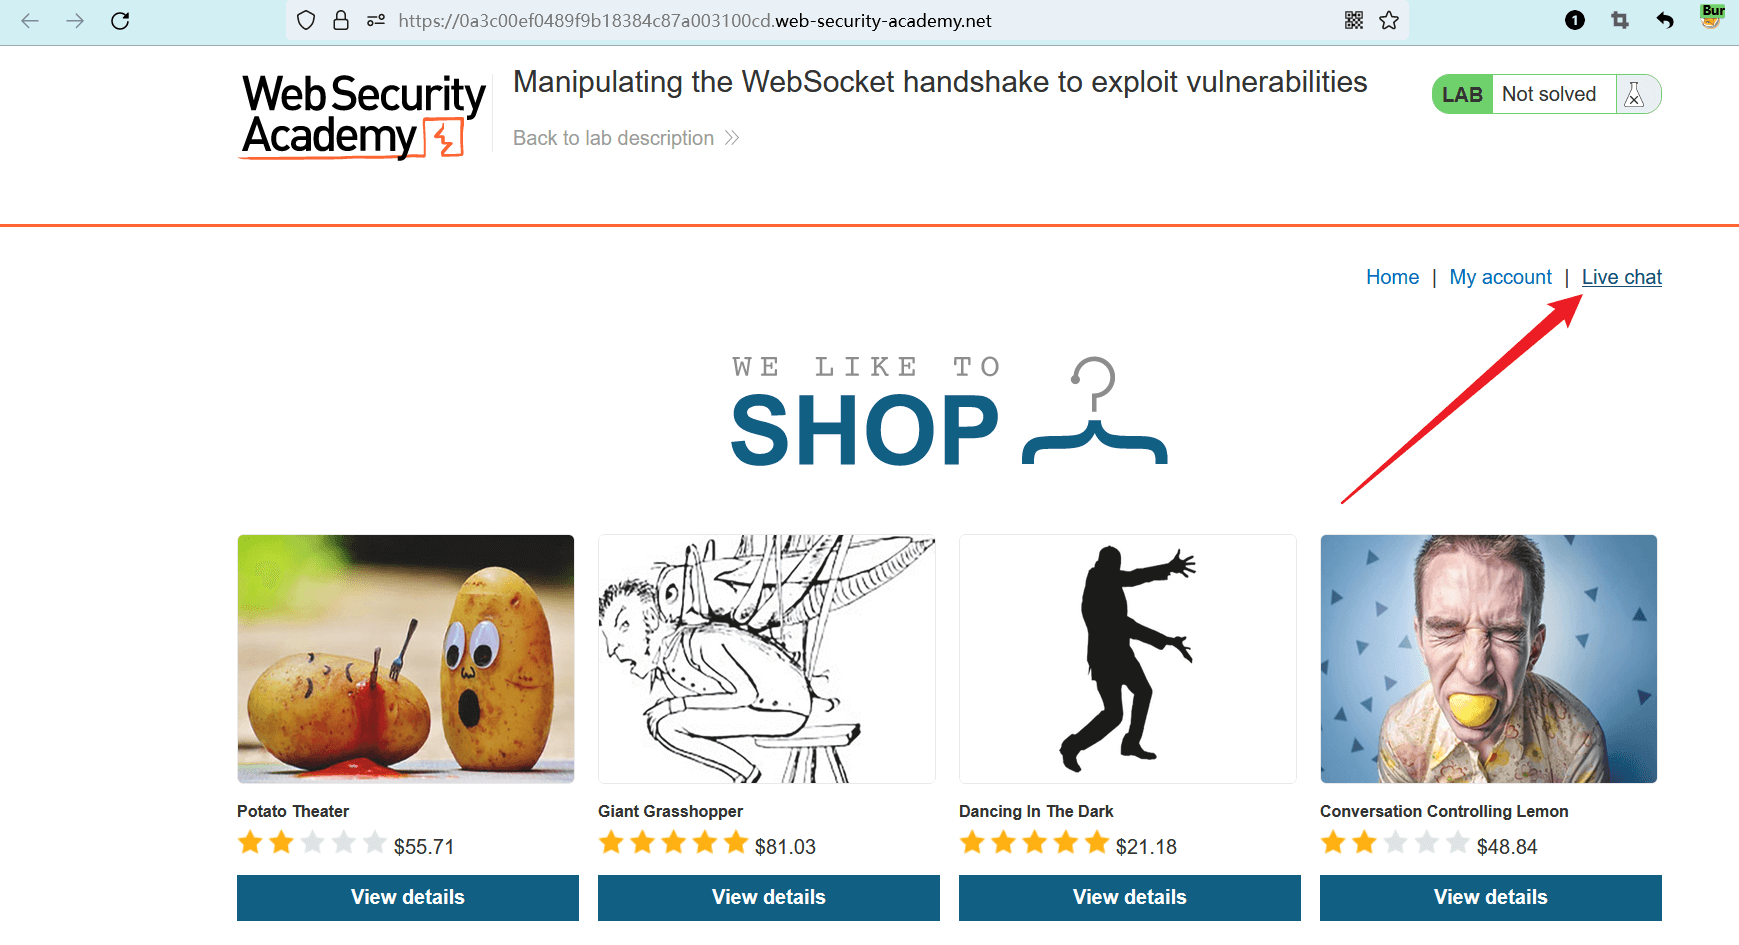 https://0a3c00ef0489f9b18384c87a003100cd.web-security-academy.net
1
Bur
Web Security
Academy
Manipulating the WebSocket handshake to exploit vulnerabilities
Back to lab description
LAB Not solved
Home | My account | Live chat
WE LIKE TO
SHOP
Potato Theater
$55.71
View details
Giant Grasshopper
$81.03
View details
Dancing In The Dark
$21.18
View details
Conversation Controlling Lemon
$48.84
View details